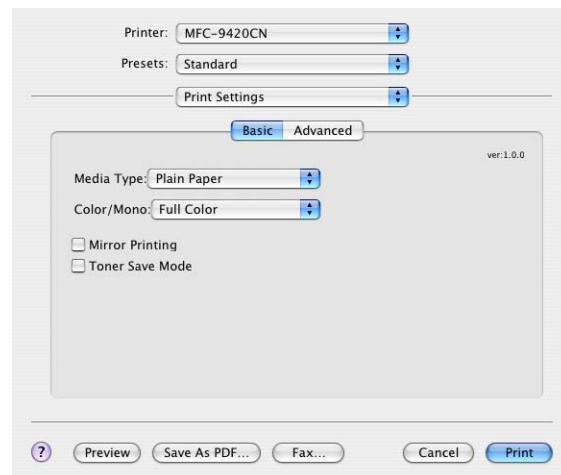 Printer: MFC-9420CN
Presets: Standard
Print Settings
Basic Advanced
ver:1.0.0
Media Type: Plain Paper
Color/Mono: Full Color
Mirror Printing
Toner Save Mode
? Preview Save As PDF... Fax... Cancel Print